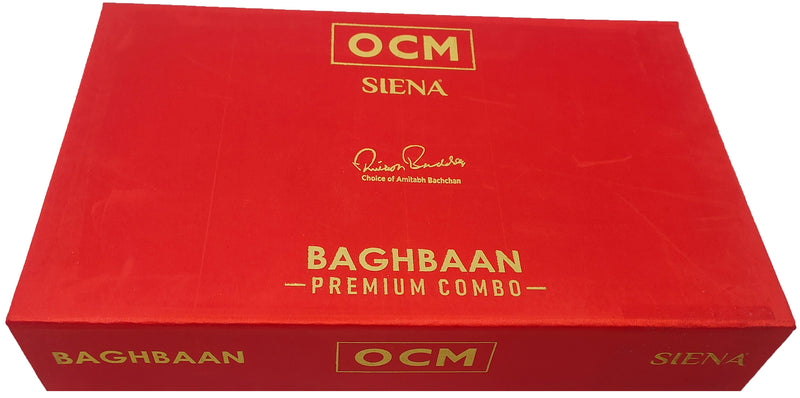 OCM
SIENA
Choice of Amitabh Bachchan
BAGHBAAN
PREMIUM COMBO
BAGHBAAN OCM SIENA